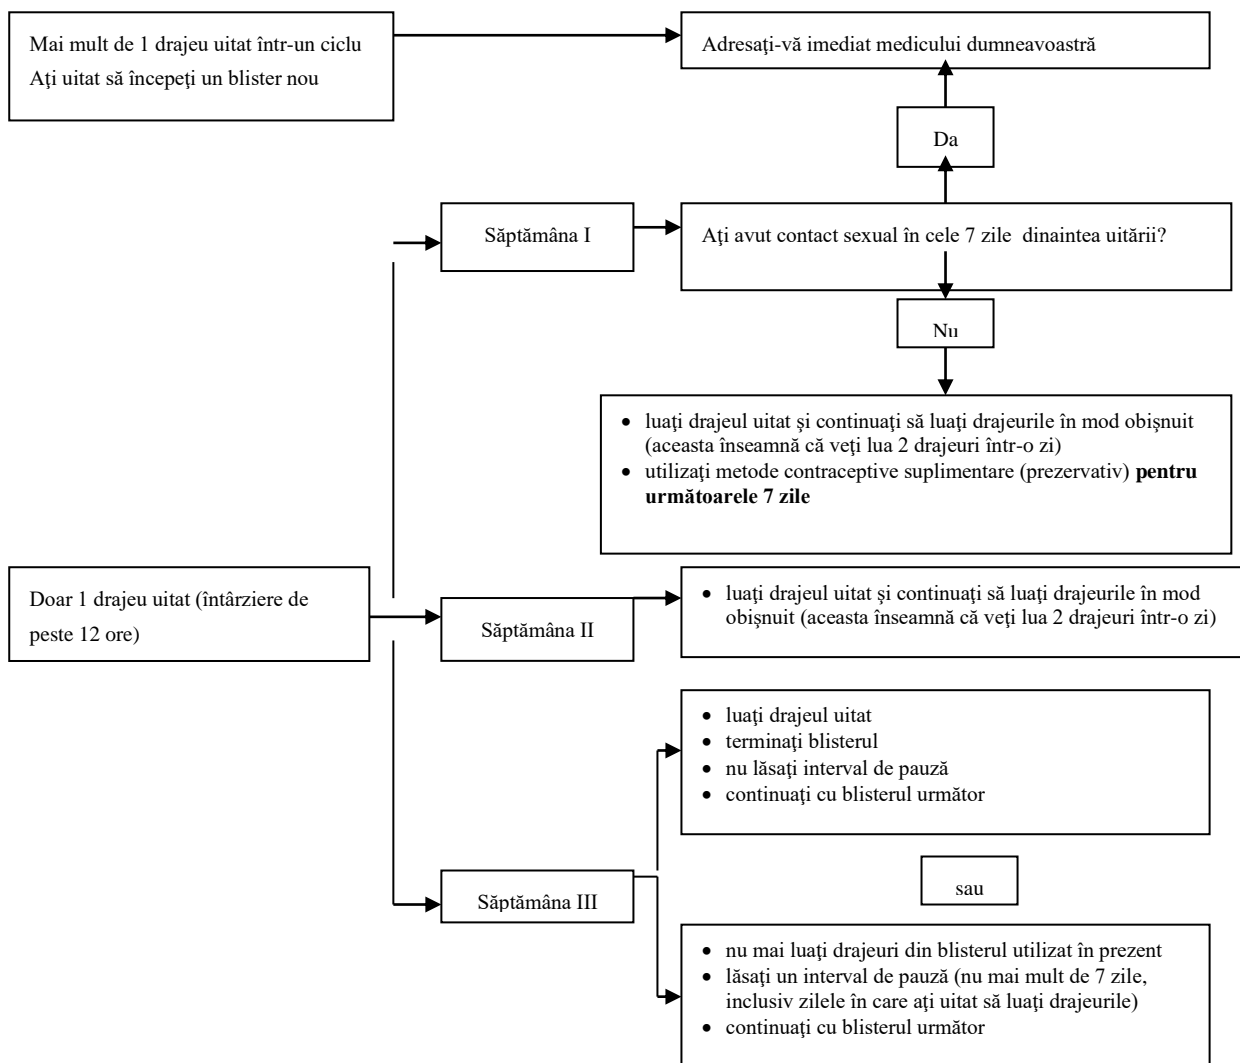 Mai mult de 1 drajeu uitat într-un ciclu
Aţi uitat să începeţi un blister nou
Adresaţi-vă imediat medicului dumneavoastră
Da
Săptămâna I
Aţi avut contact sexual în cele 7 zile dinaintea uitării?
Nu
• luaţi drajeul uitat şi continuaţi să luaţi drajeurile în mod obişnuit
(aceasta înseamnă că veţi lua 2 drajeuri într-o zi)
• utilizaţi metode contraceptive suplimentare (prezervativ) pentru
următoarele 7 zile
Doar 1 drajeu uitat (întârziere de
peste 12 ore)
Săptămâna II
• luaţi drajeul uitat şi continuaţi să luaţi drajeurile în mod
obişnuit (aceasta înseamnă că veţi lua 2 drajeuri într-o zi)
• luaţi drajeul uitat
• terminaţi blisterul
• nu lăsaţi interval de pauză
• continuaţi cu blisterul următor
Săptămâna III
sau
• nu mai luaţi drajeuri din blisterul utilizat în prezent
• lăsaţi un interval de pauză (nu mai mult de 7 zile,
inclusiv zilele în care aţi uitat să luaţi drajeurile)
• continuaţi cu blisterul următor